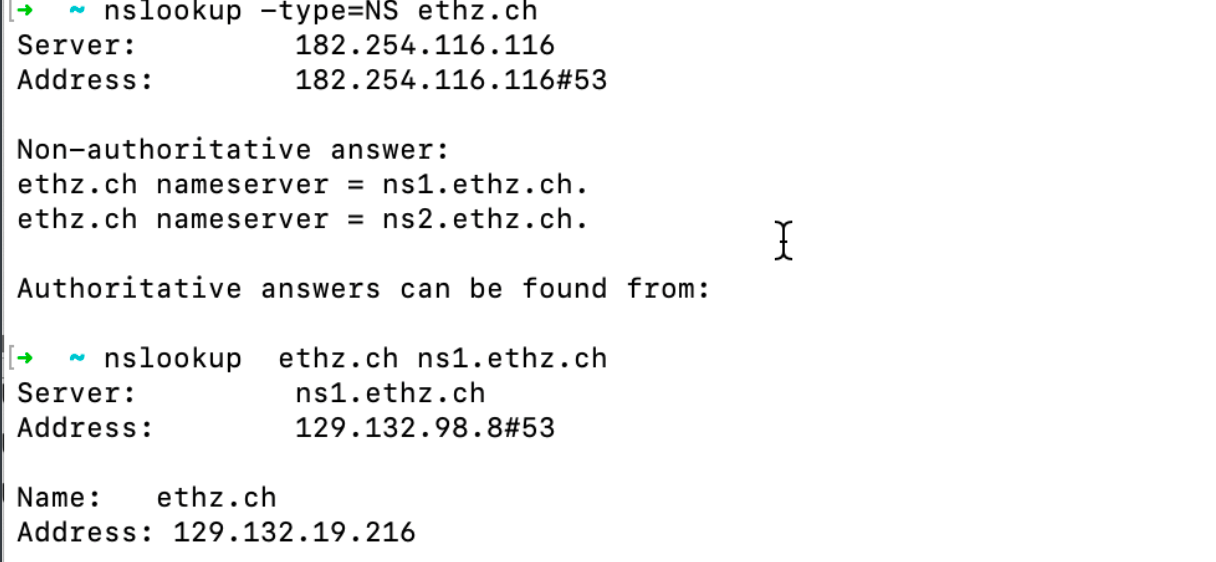 [➜  ~ nslookup -type=NS ethz.ch
Server:         182.254.116.116
Address:        182.254.116.116#53
Non-authoritative answer:
ethz.ch nameserver = ns1.ethz.ch.
ethz.ch nameserver = ns2.ethz.ch.
Authoritative answers can be found from:
[➜  ~ nslookup  ethz.ch ns1.ethz.ch
Server:         ns1.ethz.ch
Address:        129.132.98.8#53
Name:   ethz.ch
Address: 129.132.19.216